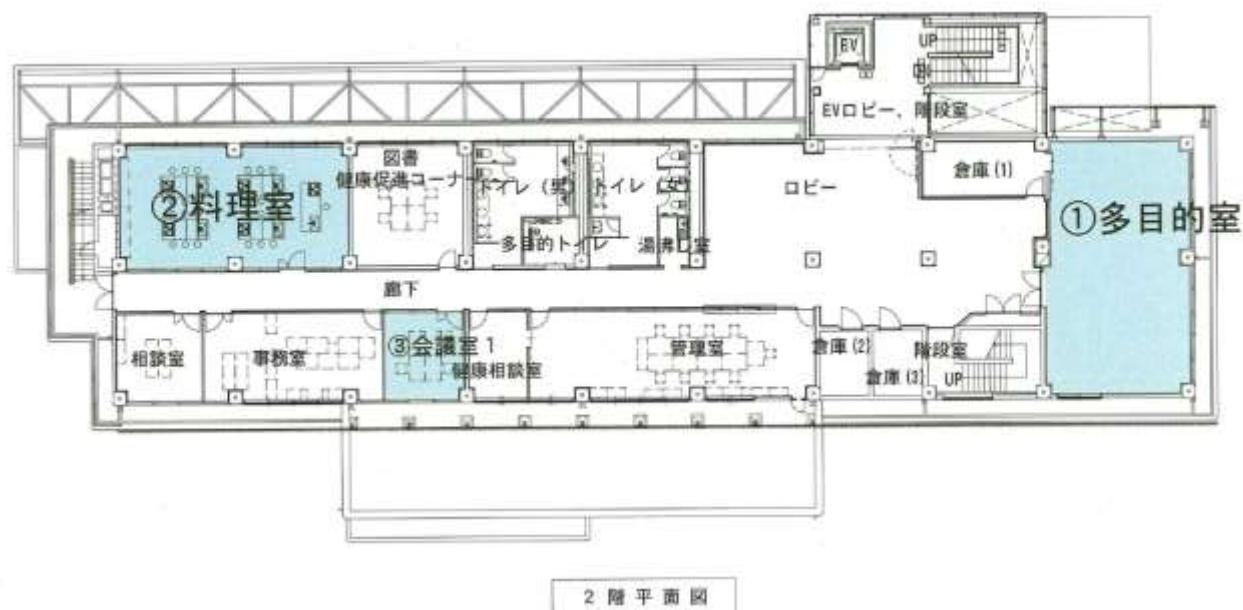 EV
UP
DN
EVロビー、階段室
図書
健康促進コーナー
トイレ（男）
トイレ（女）
ロビー
倉庫(1)
②料理室
①多目的室
多目的トイレ
湯沸し室
廊下
相談室
事務室
③会議室1
健康相談室
管理室
倉庫(2)
倉庫(3)
階段室
UP
2階平面図